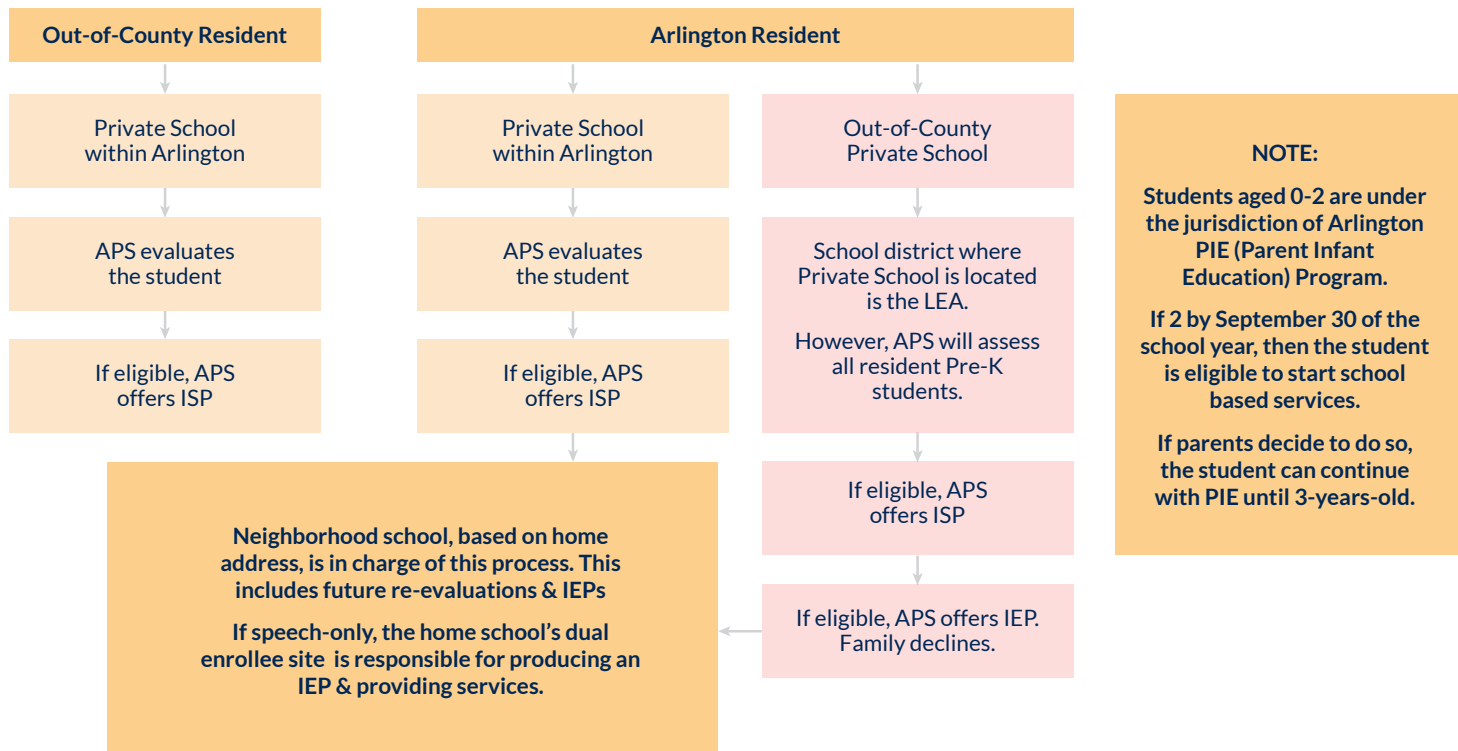 Out-of-County Resident
Private School
within Arlington
APS evaluates
the student
If eligible, APS
offers ISP
Arlington Resident
Private School
within Arlington
APS evaluates
the student
If eligible, APS
offers ISP
Out-of-County
Private School
School district where
Private School is located
is the LEA.
However, APS will assess
all resident Pre-K
students.
If eligible, APS
offers ISP
If eligible, APS offers IEP.
Family declines.
Neighborhood school, based on home
address, is in charge of this process. This
includes future re-evaluations & IEPs
If speech-only, the home school’s dual
enrollee site is responsible for producing an
IEP & providing services.
NOTE:
Students aged 0-2 are under
the jurisdiction of Arlington
PIE (Parent Infant
Education) Program.
If 2 by September 30 of the
school year, then the student
is eligible to start school
based services.
If parents decide to do so,
the student can continue
with PIE until 3-years-old.